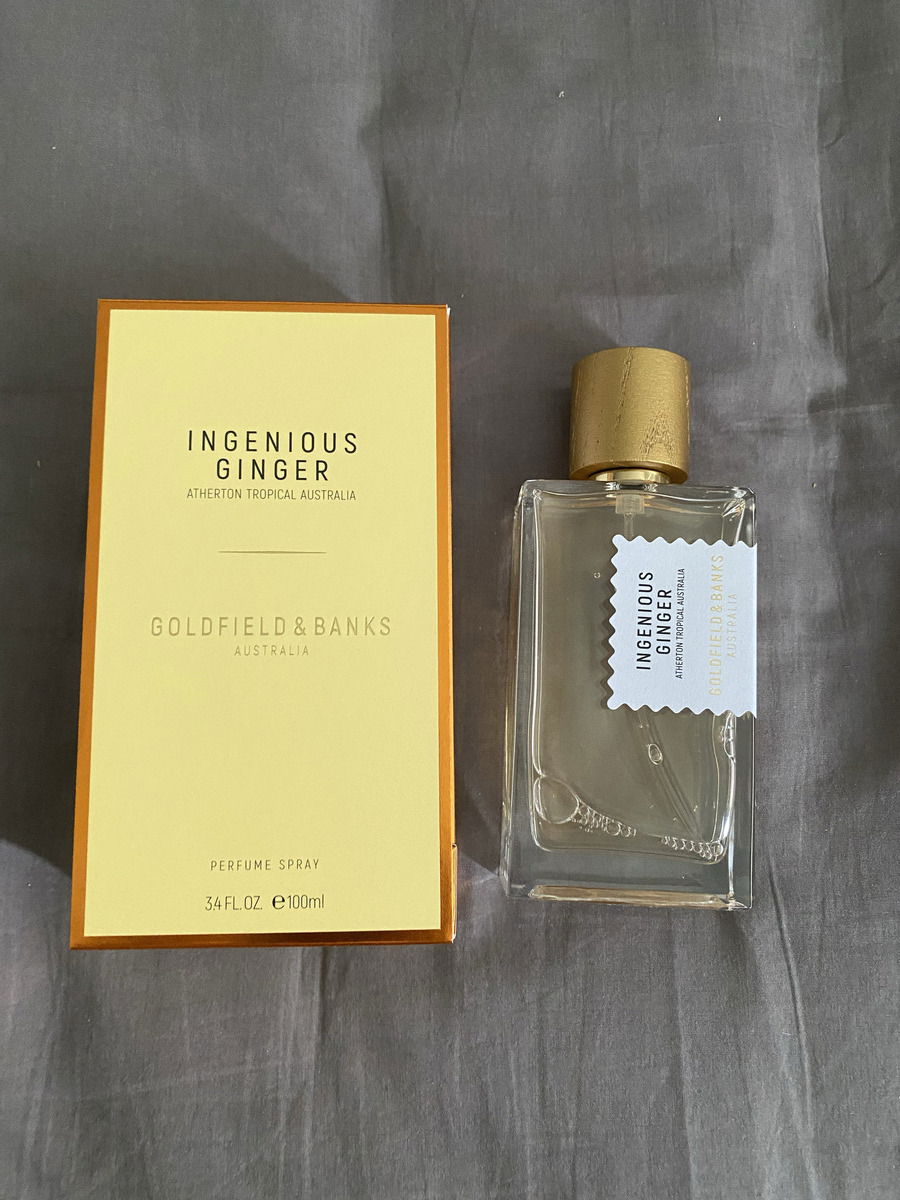 INGENIOUS
GINGER
ATHERTON TROPICAL AUSTRALIA
GOLDFIELD & BANKS
AUSTRALIA
PERFUME SPRAY
3.4 FL. OZ. ℮100ml
INGENIOUS
GINGER
ATHERTON TROPICAL AUSTRALIA
GOLDFIELD & BANKS
AUSTRALIA